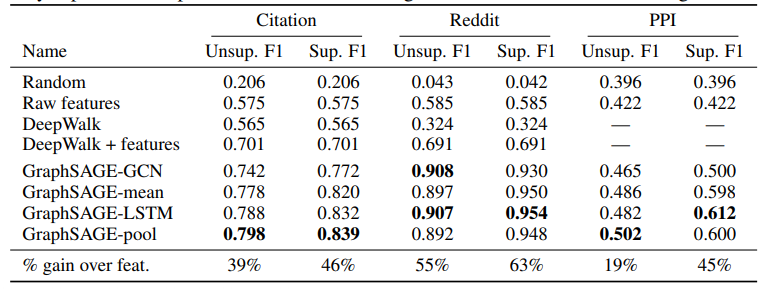 Citation Reddit PPI
Name Unsup. F1 Sup. F1 Unsup. F1 Sup. F1 Unsup. F1 Sup. F1
Random 0.206 0.206 0.043 0.042 0.396 0.396
Raw features 0.575 0.575 0.585 0.585 0.422 0.422
DeepWalk 0.565 0.565 0.324 0.324 — —
DeepWalk + features 0.701 0.701 0.691 0.691 — —
GraphSAGE-GCN 0.742 0.772 0.908 0.930 0.465 0.500
GraphSAGE-mean 0.778 0.820 0.897 0.950 0.486 0.598
GraphSAGE-LSTM 0.788 0.832 0.907 0.954 0.482 0.612
GraphSAGE-pool 0.798 0.839 0.892 0.948 0.502 0.600
% gain over feat. 39% 46% 55% 63% 19% 45%